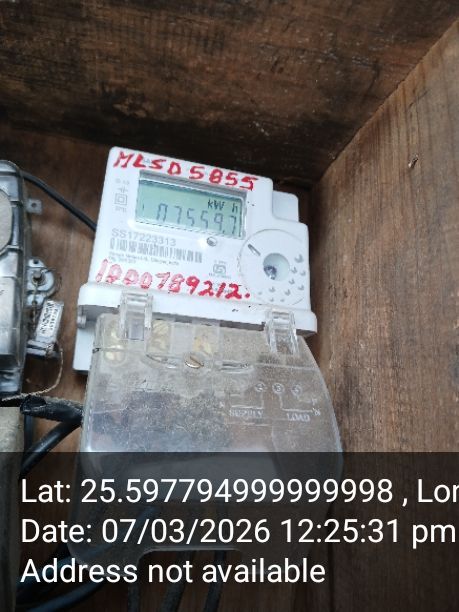 MLSD5855
kWh
07559.7
SS17223313
1000789212.
SUPPLY LOAD
Lat: 25.597794999999998 , Lon
Date: 07/03/2026 12:25:31 pm
Address not available